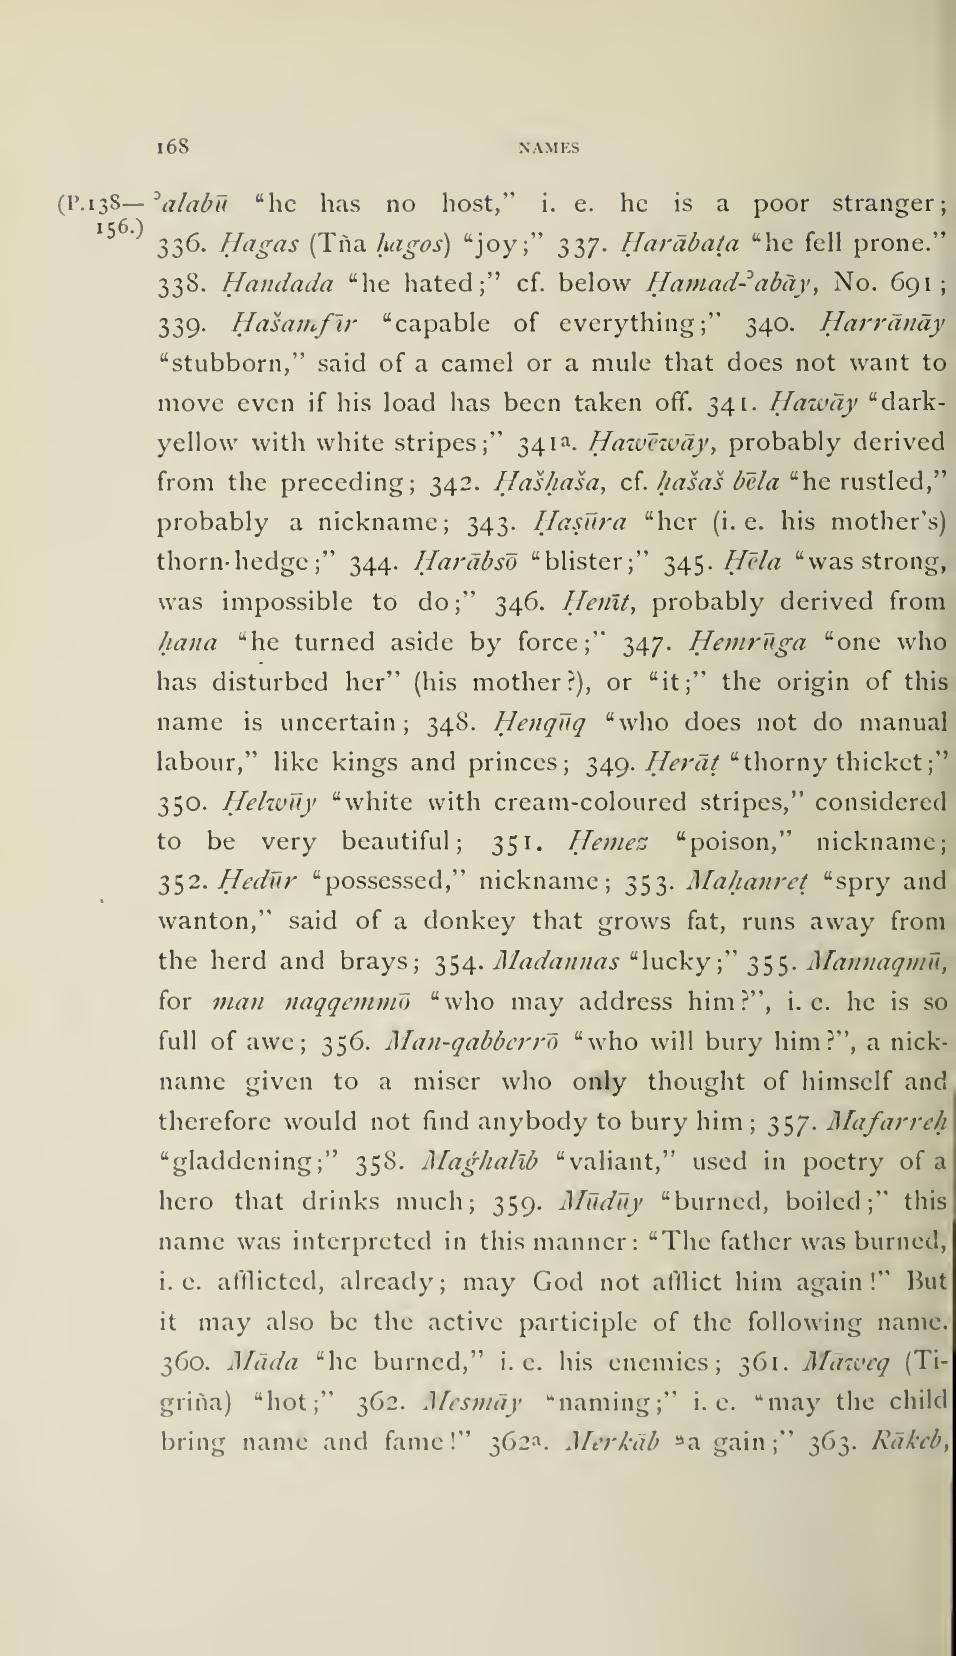 168 NAMES
(P.138— ʾalabū “he has no host,” i. e. he is a poor stranger;
156.) 336. Ḥagas (Tña ḥagos) “joy;” 337. Ḥarābaṭa “he fell prone.”
338. Ḥandada “he hated;” cf. below Ḥamad-ʾabāy, No. 691;
339. Ḥašamfīr “capable of everything;” 340. Ḥarrānāy
“stubborn,” said of a camel or a mule that does not want to
move even if his load has been taken off. 341. Ḥawāy “dark-
yellow with white stripes;” 341a. Ḥawēwāy, probably derived
from the preceding; 342. Ḥašḥaša, cf. ḥašaš bēla “he rustled,”
probably a nickname; 343. Ḥaṣūra “her (i. e. his mother's)
thorn-hedge;” 344. Ḥarābsō “blister;” 345. Ḥēla “was strong,
was impossible to do;” 346. Ḥenīt, probably derived from
ḥana “he turned aside by force;” 347. Ḥemrūga “one who
has disturbed her” (his mother?), or “it;” the origin of this
name is uncertain; 348. Ḥenqūq “who does not do manual
labour,” like kings and princes; 349. Ḥerāṭ “thorny thicket;”
350. Ḥelwūy “white with cream-coloured stripes,” considered
to be very beautiful; 351. Ḥemez “poison,” nickname;
352. Ḥedūr “possessed,” nickname; 353. Maḥanret “spry and
wanton,” said of a donkey that grows fat, runs away from
the herd and brays; 354. Madannas “lucky;” 355. Mannaqmū,
for man naqqemmō “who may address him?”, i. e. he is so
full of awe; 356. Man-qabberrō “who will bury him?”, a nick-
name given to a miser who only thought of himself and
therefore would not find anybody to bury him; 357. Mafarreḥ
“gladdening;” 358. Maghalīb “valiant,” used in poetry of a
hero that drinks much; 359. Mūdūy “burned, boiled;” this
name was interpreted in this manner: “The father was burned,
i. e. afflicted, already; may God not afflict him again!” But
it may also be the active participle of the following name.
360. Māda “he burned,” i. e. his enemies; 361. Māweq (Ti-
griña) “hot;” 362. Mesmāy “naming;” i. e. “may the child
bring name and fame!” 362a. Merkāb “a gain;” 363. Rākeb,